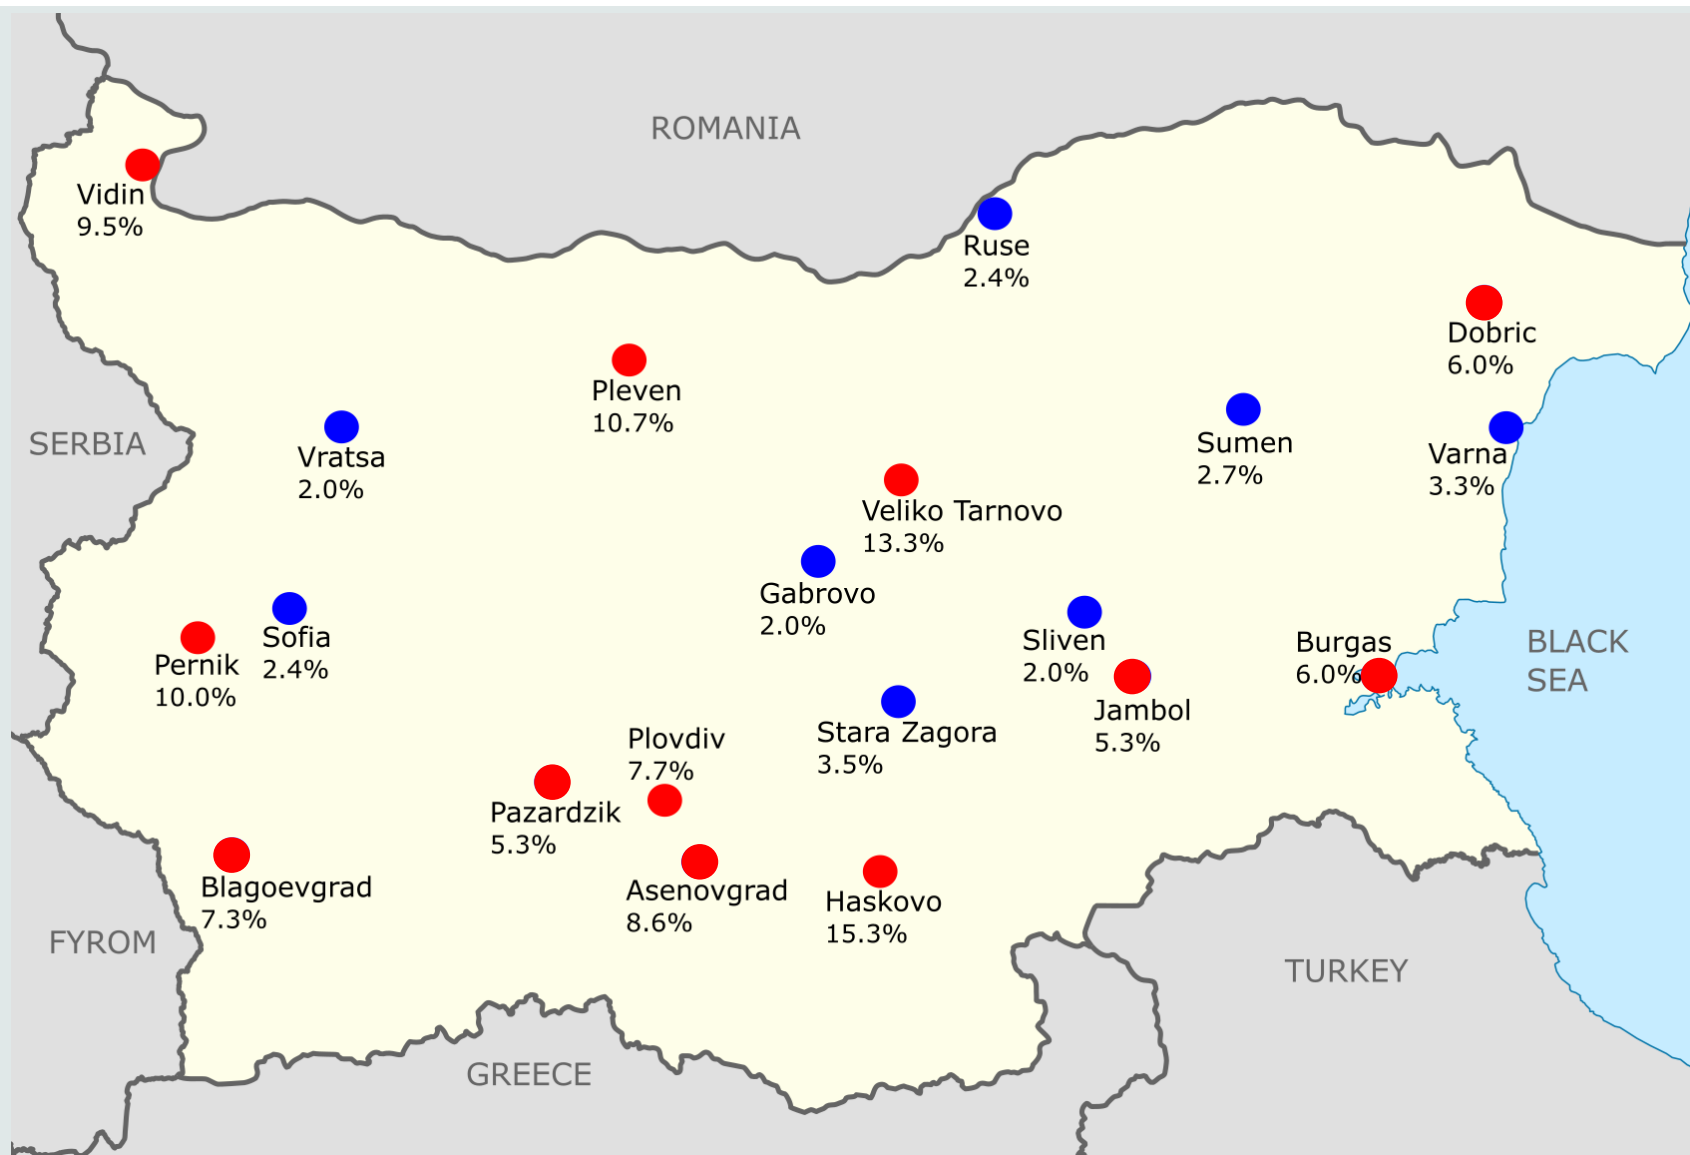 ROMANIA
Vidin
9.5%
Ruse
2.4%
Dobric
6.0%
Pleven
10.7%
SERBIA
Vratsa
2.0%
Sumen
2.7%
Varna
3.3%
Veliko Tarnovo
13.3%
Gabrovo
2.0%
Sofia
2.4%
Pernik
10.0%
Sliven
2.0%
Burgas
6.0%
BLACK
SEA
Jambol
5.3%
Stara Zagora
3.5%
Plovdiv
7.7%
Pazardzik
5.3%
Blagoevgrad
7.3%
Asenovgrad
8.6%
Haskovo
15.3%
FYROM
TURKEY
GREECE